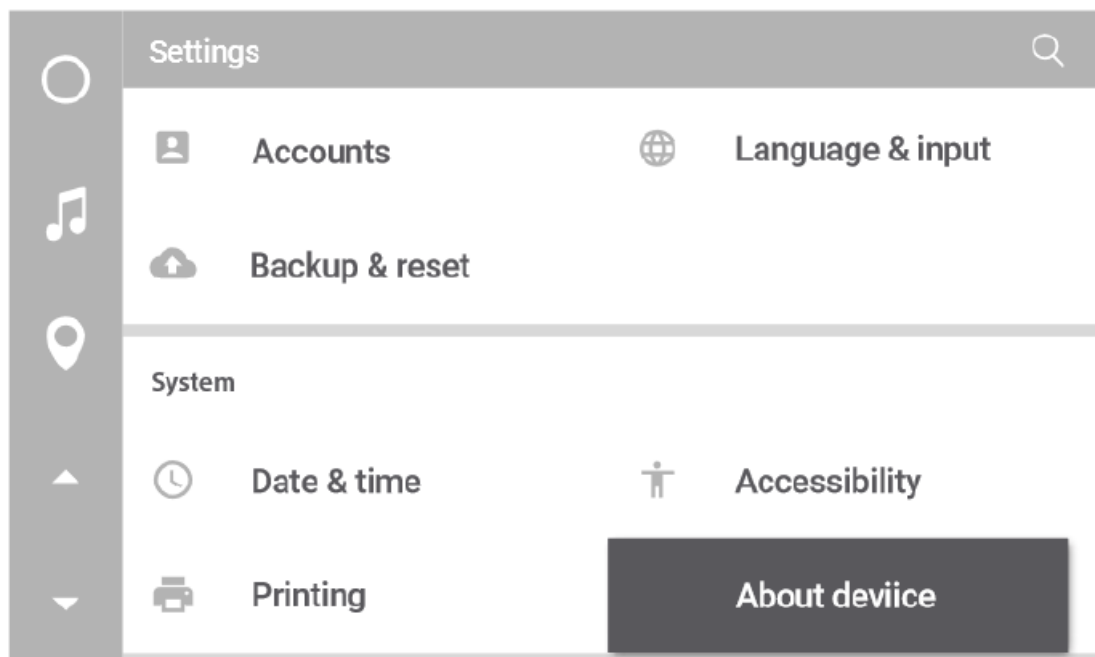 Settings
Accounts
Language & input
Backup & reset
System
Date & time
Accessibility
Printing
About deviice